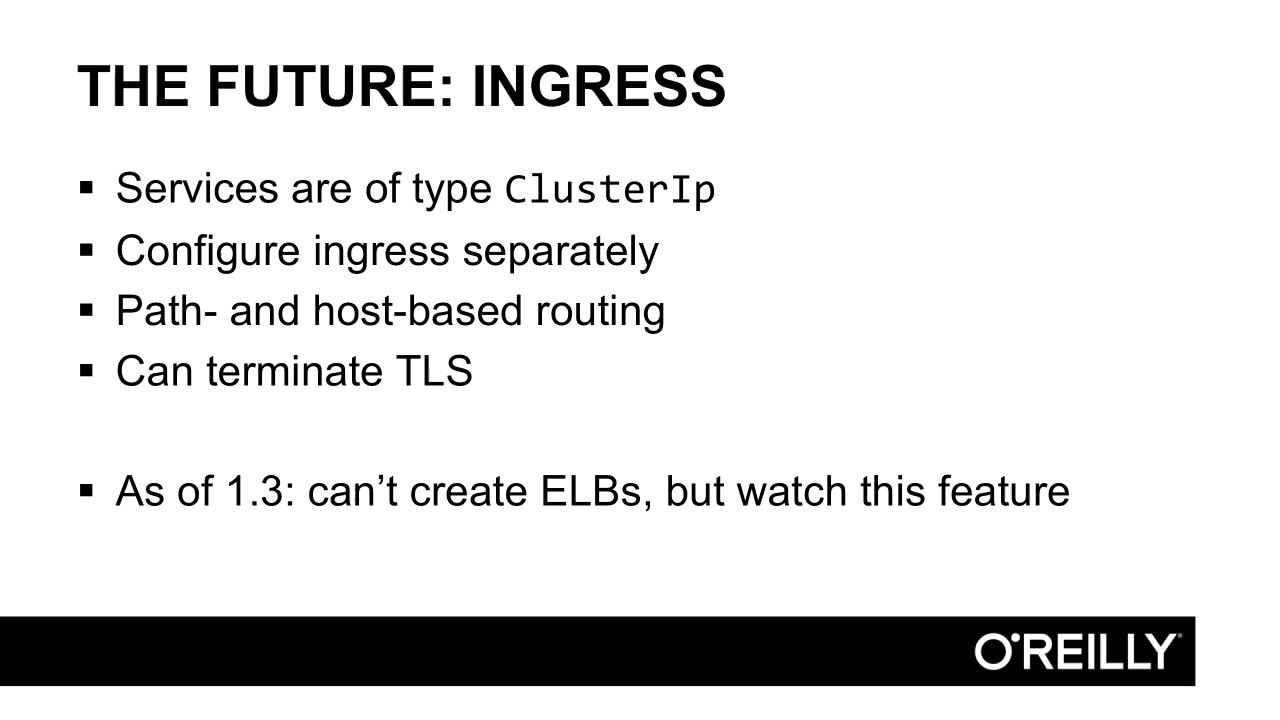 THE FUTURE: INGRESS
▪ Services are of type ClusterIp
▪ Configure ingress separately
▪ Path- and host-based routing
▪ Can terminate TLS
▪ As of 1.3: can’t create ELBs, but watch this feature
O'REILLY®